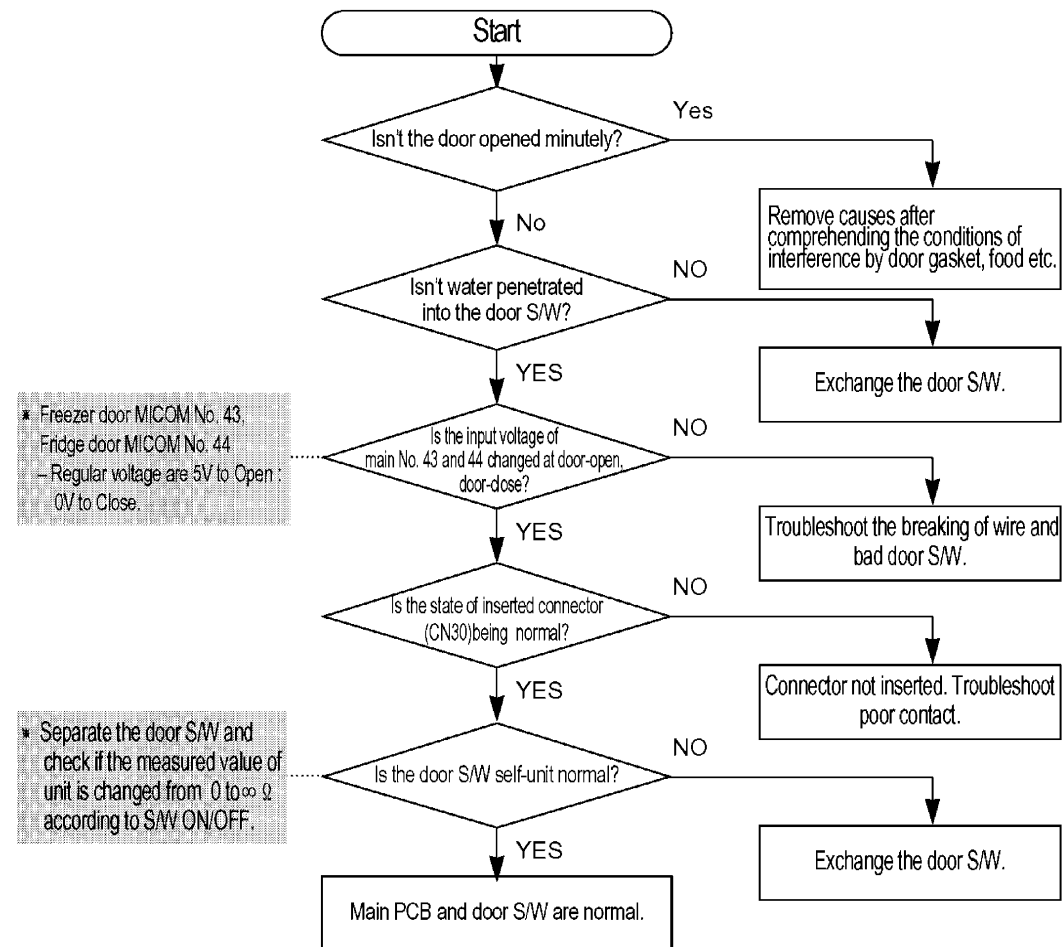 Start
Isn't the door opened minutely?
Yes
Remove causes after
comprehending the conditions of
interference by door gasket, food etc.
No
Isn't water penetrated
into the door S/W?
NO
Exchange the door S/W.
YES
* Freezer door MICOM No. 43,
Fridge door MICOM No. 44
– Regular voltage are 5V to Open :
0V to Close.
Is the input voltage of
main No. 43 and 44 changed at door-open,
door-close?
NO
Troubleshoot the breaking of wire and
bad door S/W.
YES
Is the state of inserted connector
(CN30)being normal?
NO
Connector not inserted. Troubleshoot
poor contact.
YES
* Separate the door S/W and
check if the measured value of
unit is changed from 0 to ∞ Ω
according to S/W ON/OFF.
Is the door S/W self-unit normal?
NO
Exchange the door S/W.
YES
Main PCB and door S/W are normal.